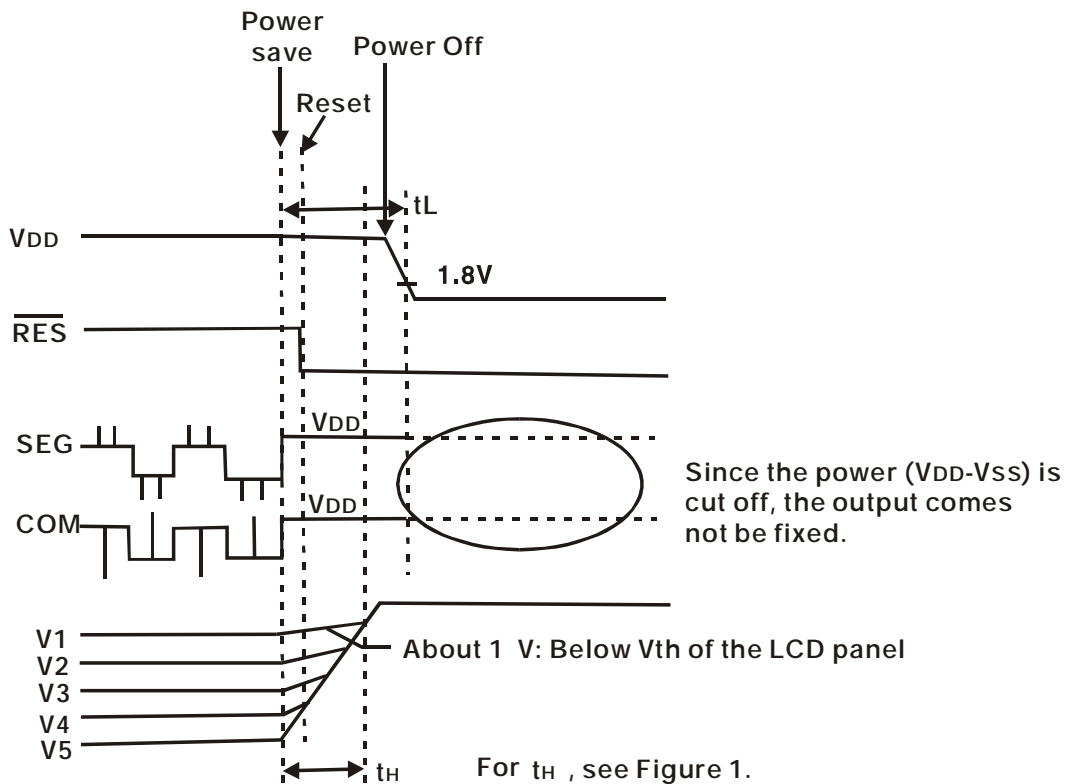 Power
save
Power Off
Reset
tL
VDD
1.8V
RES
VDD
SEG
Since the power (VDD-VSS) is
cut off, the output comes
not be fixed.
VDD
COM
V1
About 1 V: Below Vth of the LCD panel
V2
V3
V4
V5
tH
For tH , see Figure 1.